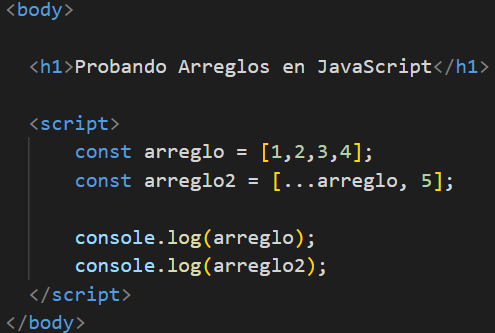 <body>
<h1>Probando Arreglos en JavaScript</h1>
<script>
const arreglo = [1,2,3,4];
const arreglo2 = [...arreglo, 5];
console.log(arreglo);
console.log(arreglo2);
</script>
</body>